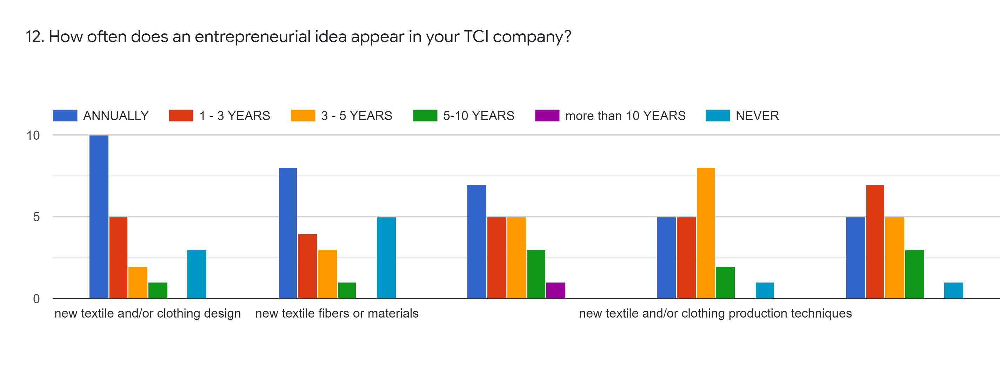 12. How often does an entrepreneurial idea appear in your TCI company?
ANNUALLY 1 - 3 YEARS 3 - 5 YEARS 5-10 YEARS more than 10 YEARS NEVER
10
5
0
new textile and/or clothing design new textile fibers or materials new textile and/or clothing production techniques